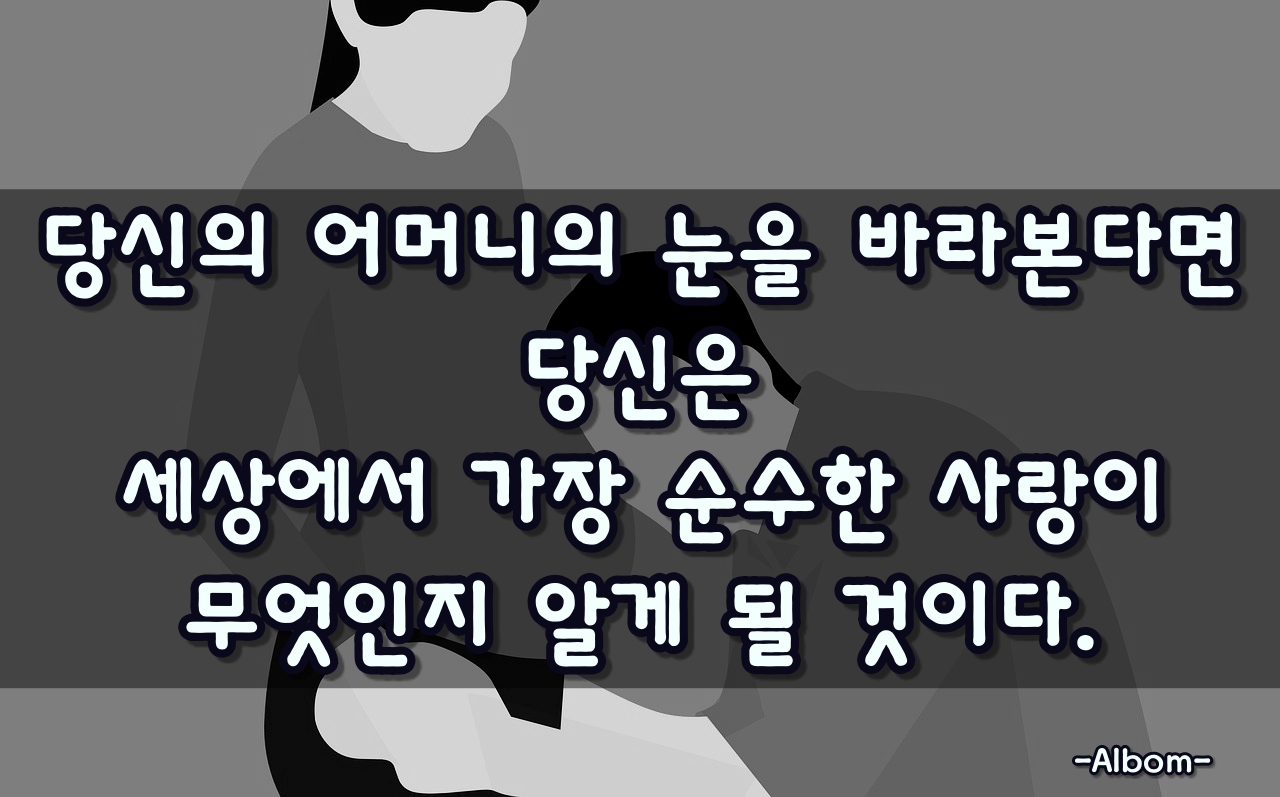 당신의 어머니의 눈을 바라본다면
당신은
세상에서 가장 순수한 사랑이
무엇인지 알게 될 것이다.
-Albom-